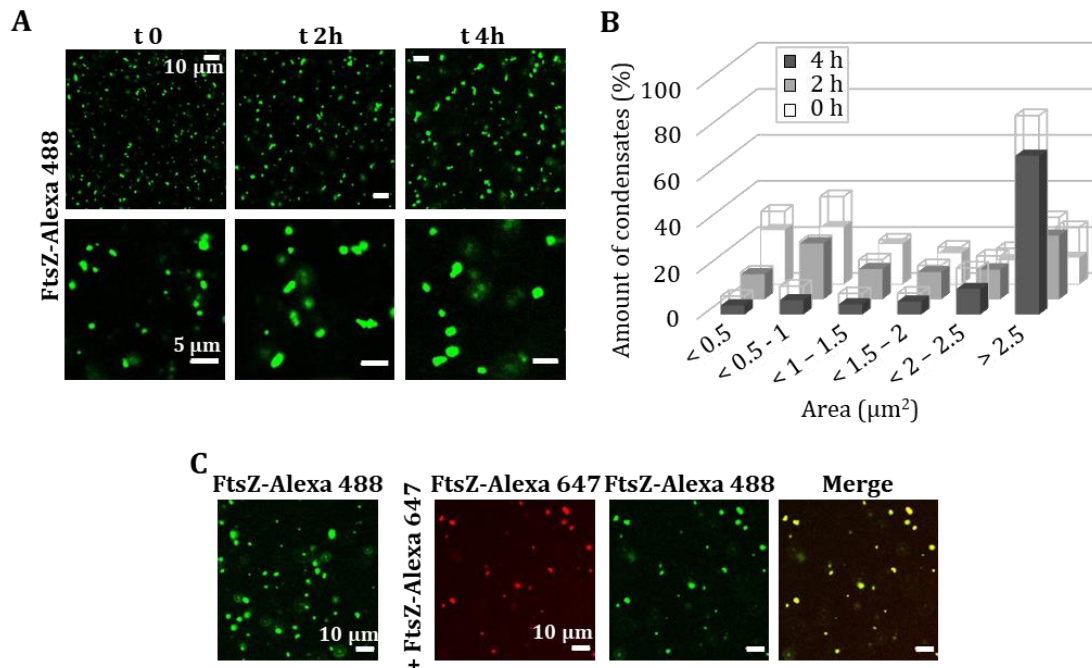 A
t 0
t 2h
t 4h
10 μm
FtsZ-Alexa 488
5 μm
B
Amount of condensates (%)
100
80
60
40
20
0
4 h
2 h
0 h
< 0.5
< 0.5 - 1
< 1 – 1.5
< 1.5 – 2
< 2 – 2.5
> 2.5
Area (μm²)
C
FtsZ-Alexa 488
10 μm
+ FtsZ-Alexa 647
FtsZ-Alexa 647
10 μm
FtsZ-Alexa 488
Merge